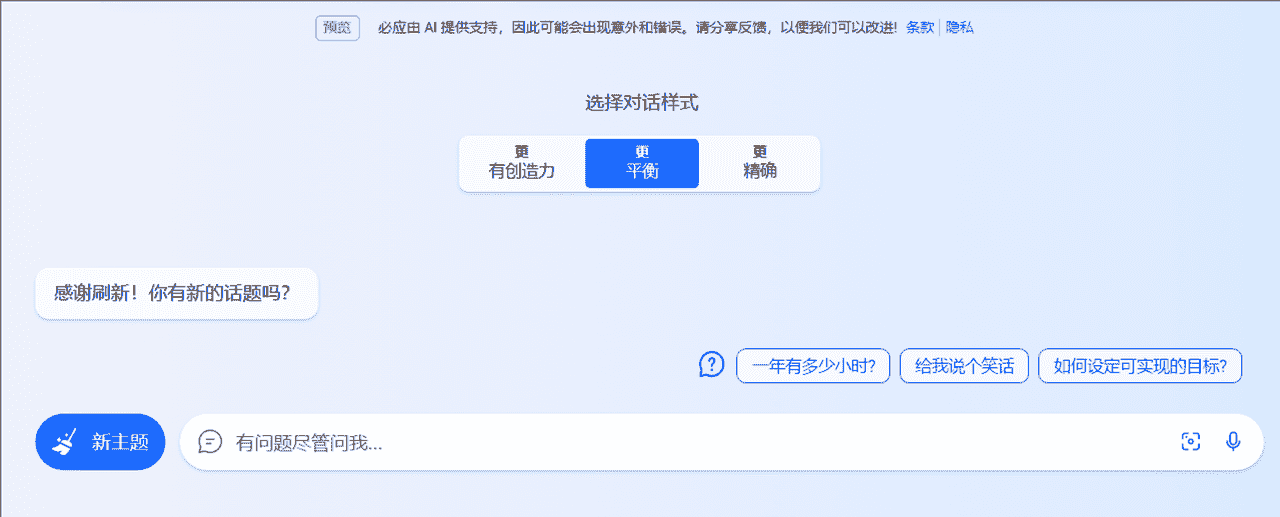 预览 必应由 AI 提供支持，因此可能会出现意外和错误。请分享反馈，以便我们可以改进! 条款 | 隐私
选择对话样式
更 更 更
有创造力 平衡 精确
感谢刷新！你有新的话题吗？
一年有多少小时? 给我说个笑话 如何设定可实现的目标?
新主题 有问题尽管问我...